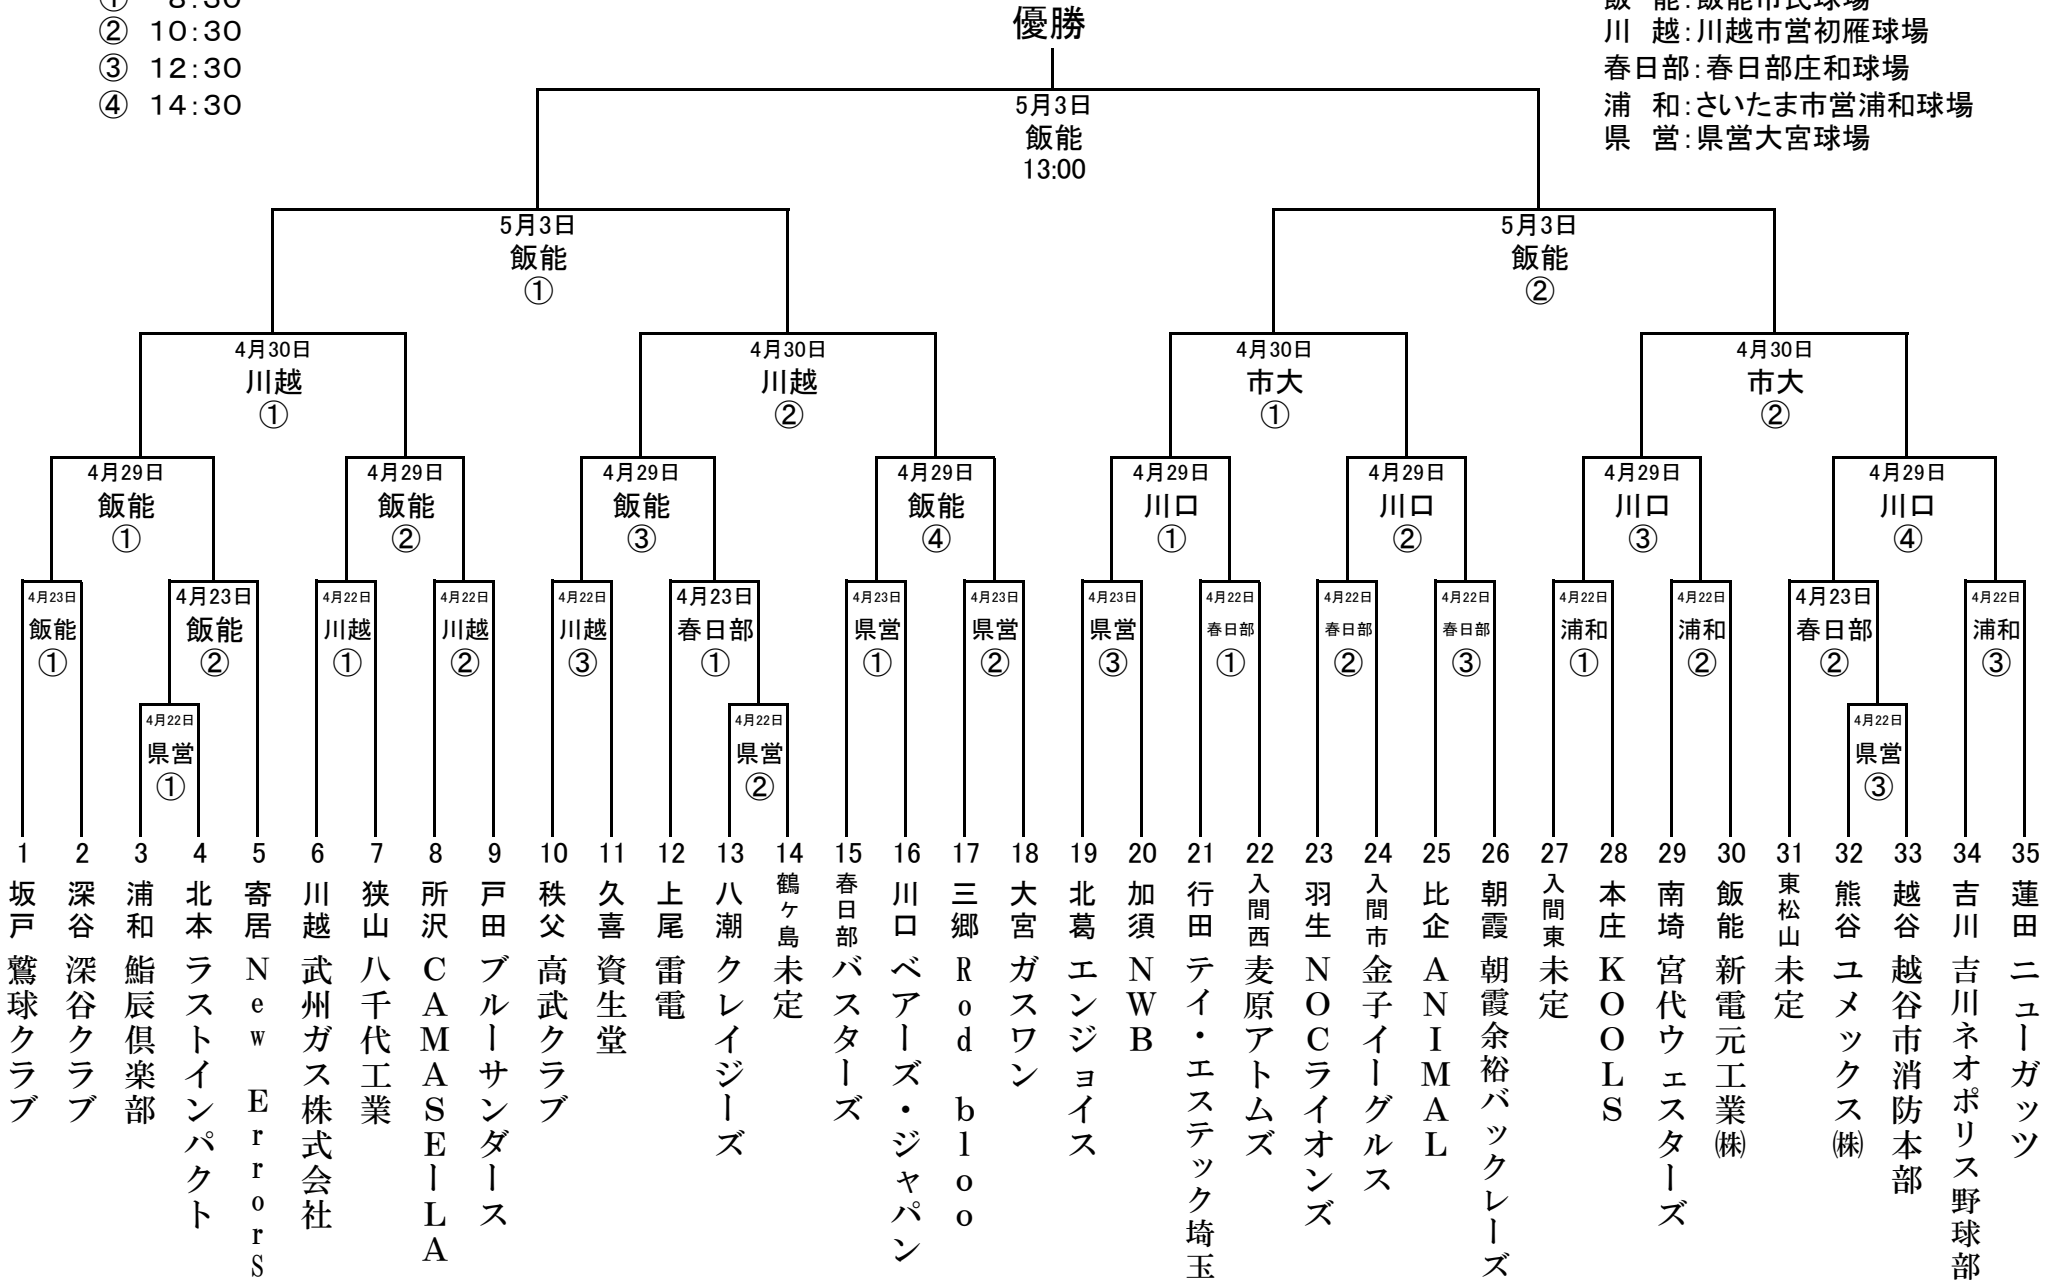 ① 8:30
② 10:30
③ 12:30
④ 14:30
優勝
飯 能:飯能市民球場
川 越:川越市営初雁球場
春日部:春日部庄和球場
浦 和:さいたま市営浦和球場
県 営:県営大宮球場
5月3日
飯能
13:00
5月3日
飯能
①
5月3日
飯能
②
4月30日
川越
①
4月30日
川越
②
4月30日
市大
①
4月30日
市大
②
4月29日
飯能
①
4月29日
飯能
②
4月29日
飯能
③
4月29日
飯能
④
4月29日
川口
①
4月29日
川口
②
4月29日
川口
③
4月29日
川口
④
4月23日
飯能
①
4月23日
飯能
②
4月22日
川越
①
4月22日
川越
②
4月22日
川越
③
4月23日
春日部
①
4月23日
県営
①
4月23日
県営
②
4月23日
県営
③
4月22日
春日部
①
4月22日
春日部
②
4月22日
春日部
③
4月22日
浦和
①
4月22日
浦和
②
4月23日
春日部
②
4月22日
浦和
③
4月22日
県営
①
4月22日
県営
②
4月22日
県営
③
1 坂戸 鷲球クラブ
2 深谷 深谷クラブ
3 浦和 鮨辰倶楽部
4 北本 ラストインパクト
5 寄居 New ErrorS
6 川越 武州ガス株式会社
7 狭山 八千代工業
8 所沢 CAMASEーLA
9 戸田 ブルーサンダース
10 秩父 高武クラブ
11 久喜 資生堂
12 上尾 雷電
13 八潮 クレイジーズ
14 鶴ヶ島 未定
15 春日部 バスターズ
16 川口 ベアーズ・ジャパン
17 三郷 Rod bloo
18 大宮 ガスワン
19 北葛 エンジョイス
20 加須 NWB
21 行田 テイ・エステック埼玉
22 入間西 麦原アトムズ
23 羽生 NOCライオンズ
24 入間市 金子イーグルス
25 比企 ANIMAL
26 朝霞 朝霞余裕バックレーズ
27 入間東 未定
28 本庄 KOOLS
29 南埼 宮代ウェスターズ
30 飯能 新電元工業㈱
31 東松山 未定
32 熊谷 ユメックス㈱
33 越谷 越谷市消防本部
34 吉川 吉川ネオポリス野球部
35 蓮田 ニューガッツ